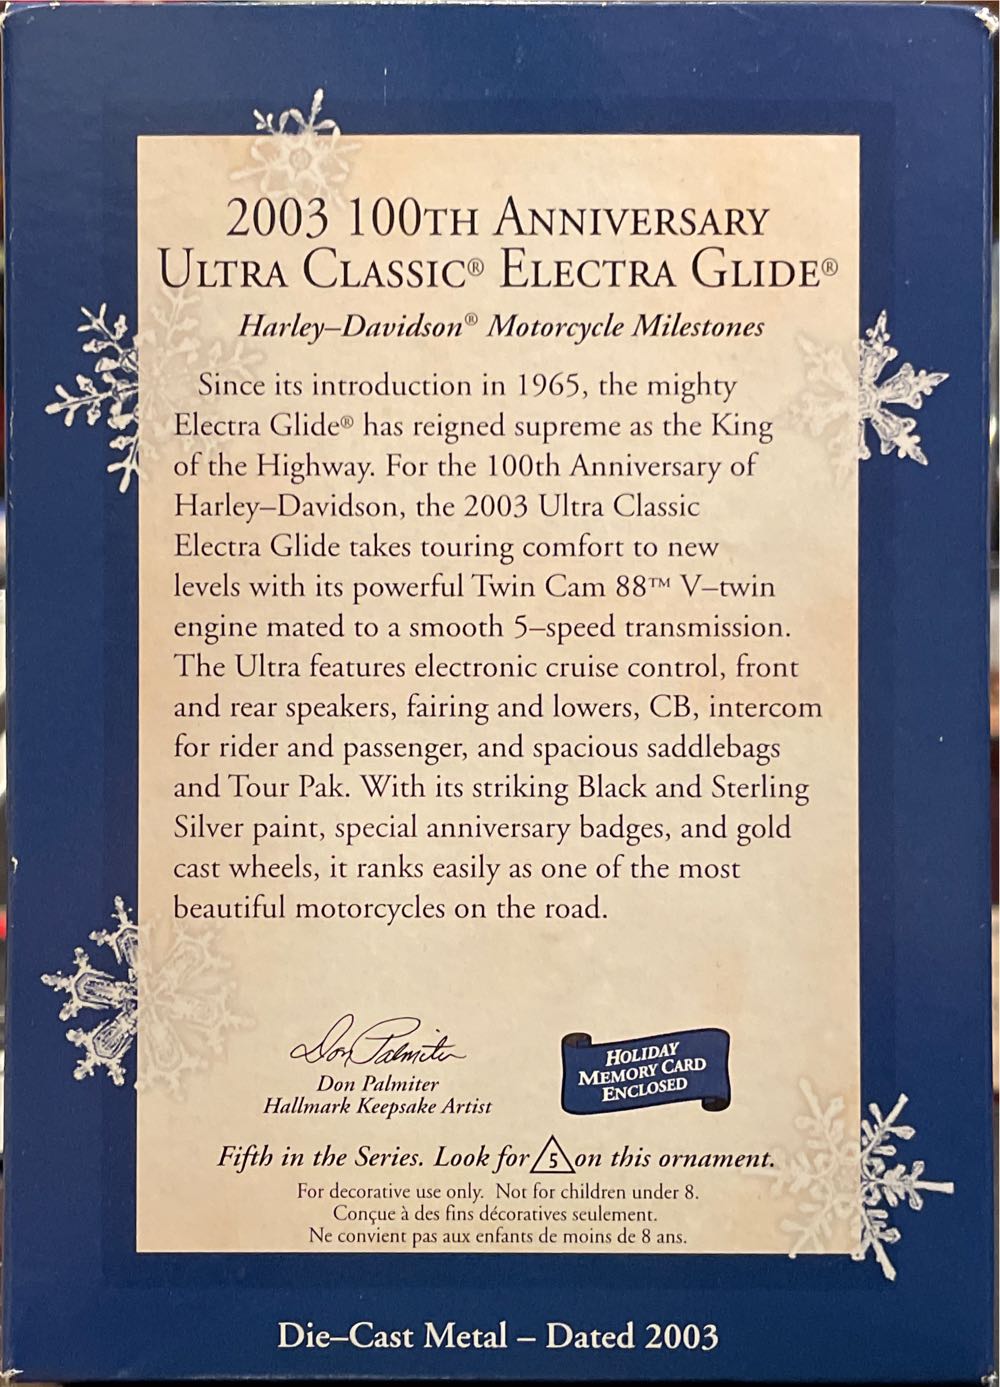 2003 100TH ANNIVERSARY
ULTRA CLASSIC® ELECTRA GLIDE®
Harley–Davidson® Motorcycle Milestones
Since its introduction in 1965, the mighty
Electra Glide® has reigned supreme as the King
of the Highway. For the 100th Anniversary of
Harley–Davidson, the 2003 Ultra Classic
Electra Glide takes touring comfort to new
levels with its powerful Twin Cam 88™ V–twin
engine mated to a smooth 5–speed transmission.
The Ultra features electronic cruise control, front
and rear speakers, fairing and lowers, CB, intercom
for rider and passenger, and spacious saddlebags
and Tour Pak. With its striking Black and Sterling
Silver paint, special anniversary badges, and gold
cast wheels, it ranks easily as one of the most
beautiful motorcycles on the road.
Don Palmiter
Don Palmiter
Hallmark Keepsake Artist
HOLIDAY
MEMORY CARD
ENCLOSED
Fifth in the Series. Look for 5 on this ornament.
For decorative use only. Not for children under 8.
Conçue à des fins décoratives seulement.
Ne convient pas aux enfants de moins de 8 ans.
Die–Cast Metal – Dated 2003